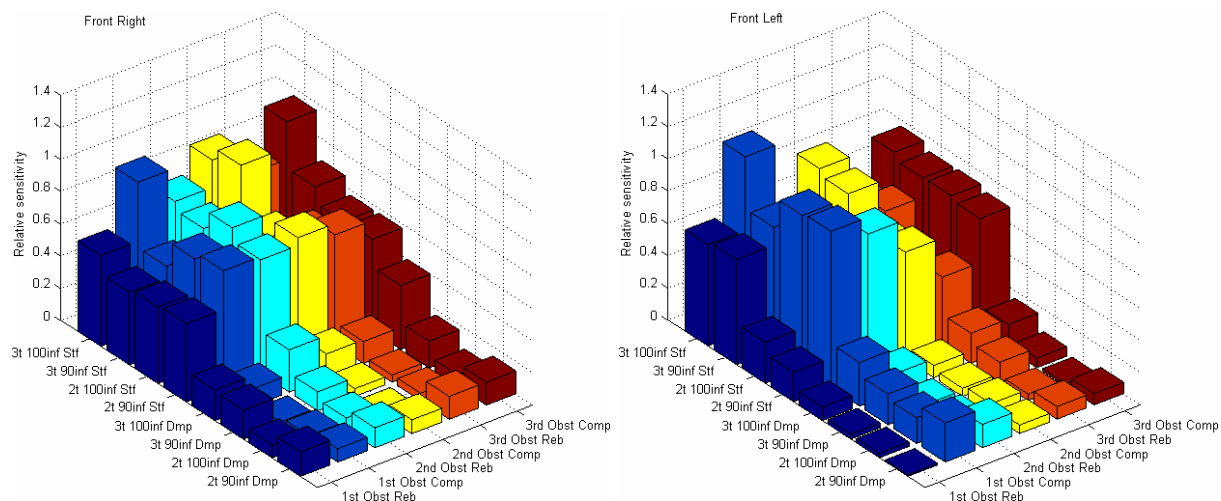 Front Right
1.4
1.2
1
0.8
0.6
0.4
0.2
0
Relative sensitivity
3t 100inf Stf
3t 90inf Stf
2t 100inf Stf
2t 90inf Stf
3t 100inf Dmp
3t 90inf Dmp
2t 100inf Dmp
2t 90inf Dmp
3rd Obst Comp
3rd Obst Reb
2nd Obst Comp
2nd Obst Reb
1st Obst Comp
1st Obst Reb
Front Left
1.4
1.2
1
0.8
0.6
0.4
0.2
0
Relative sensitivity
3t 100inf Stf
3t 90inf Stf
2t 100inf Stf
2t 90inf Stf
3t 100inf Dmp
3t 90inf Dmp
2t 100inf Dmp
2t 90inf Dmp
3rd Obst Comp
3rd Obst Reb
2nd Obst Comp
2nd Obst Reb
1st Obst Comp
1st Obst Reb